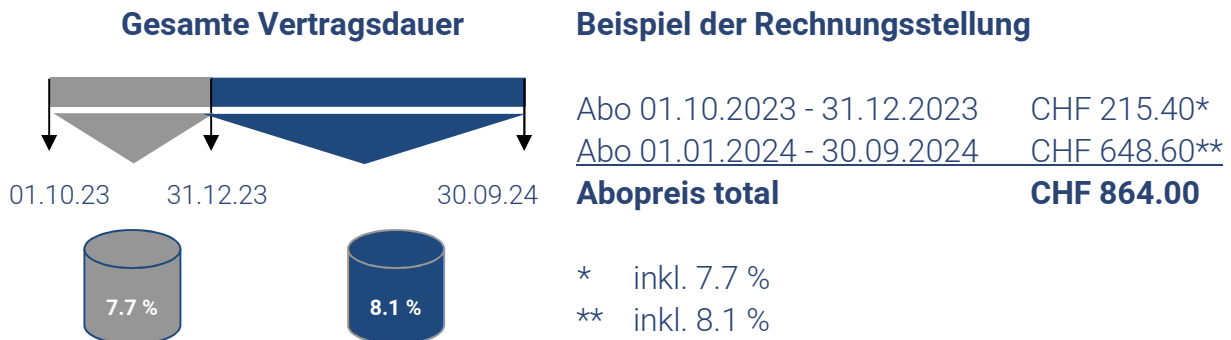 Gesamte Vertragsdauer
01.10.23 31.12.23 30.09.24
7.7 % 8.1 %
Beispiel der Rechnungsstellung
Abo 01.10.2023 - 31.12.2023 CHF 215.40*
Abo 01.01.2024 - 30.09.2024 CHF 648.60**
Abopreis total CHF 864.00
* inkl. 7.7 %
** inkl. 8.1 %